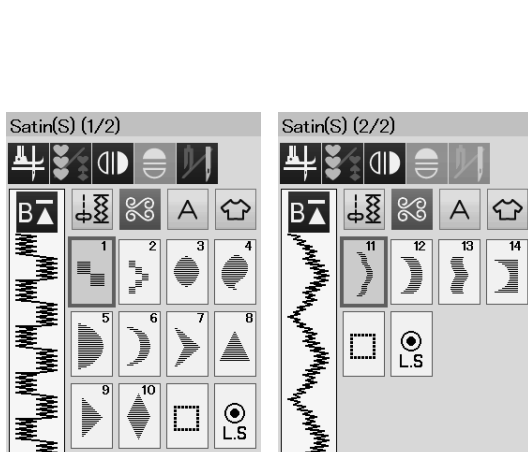 Satin(S) (1/2)
B
A
1 2 3 4
5 6 7 8
9 10
L.S
Satin(S) (2/2)
B
A
11 12 13 14
L.S